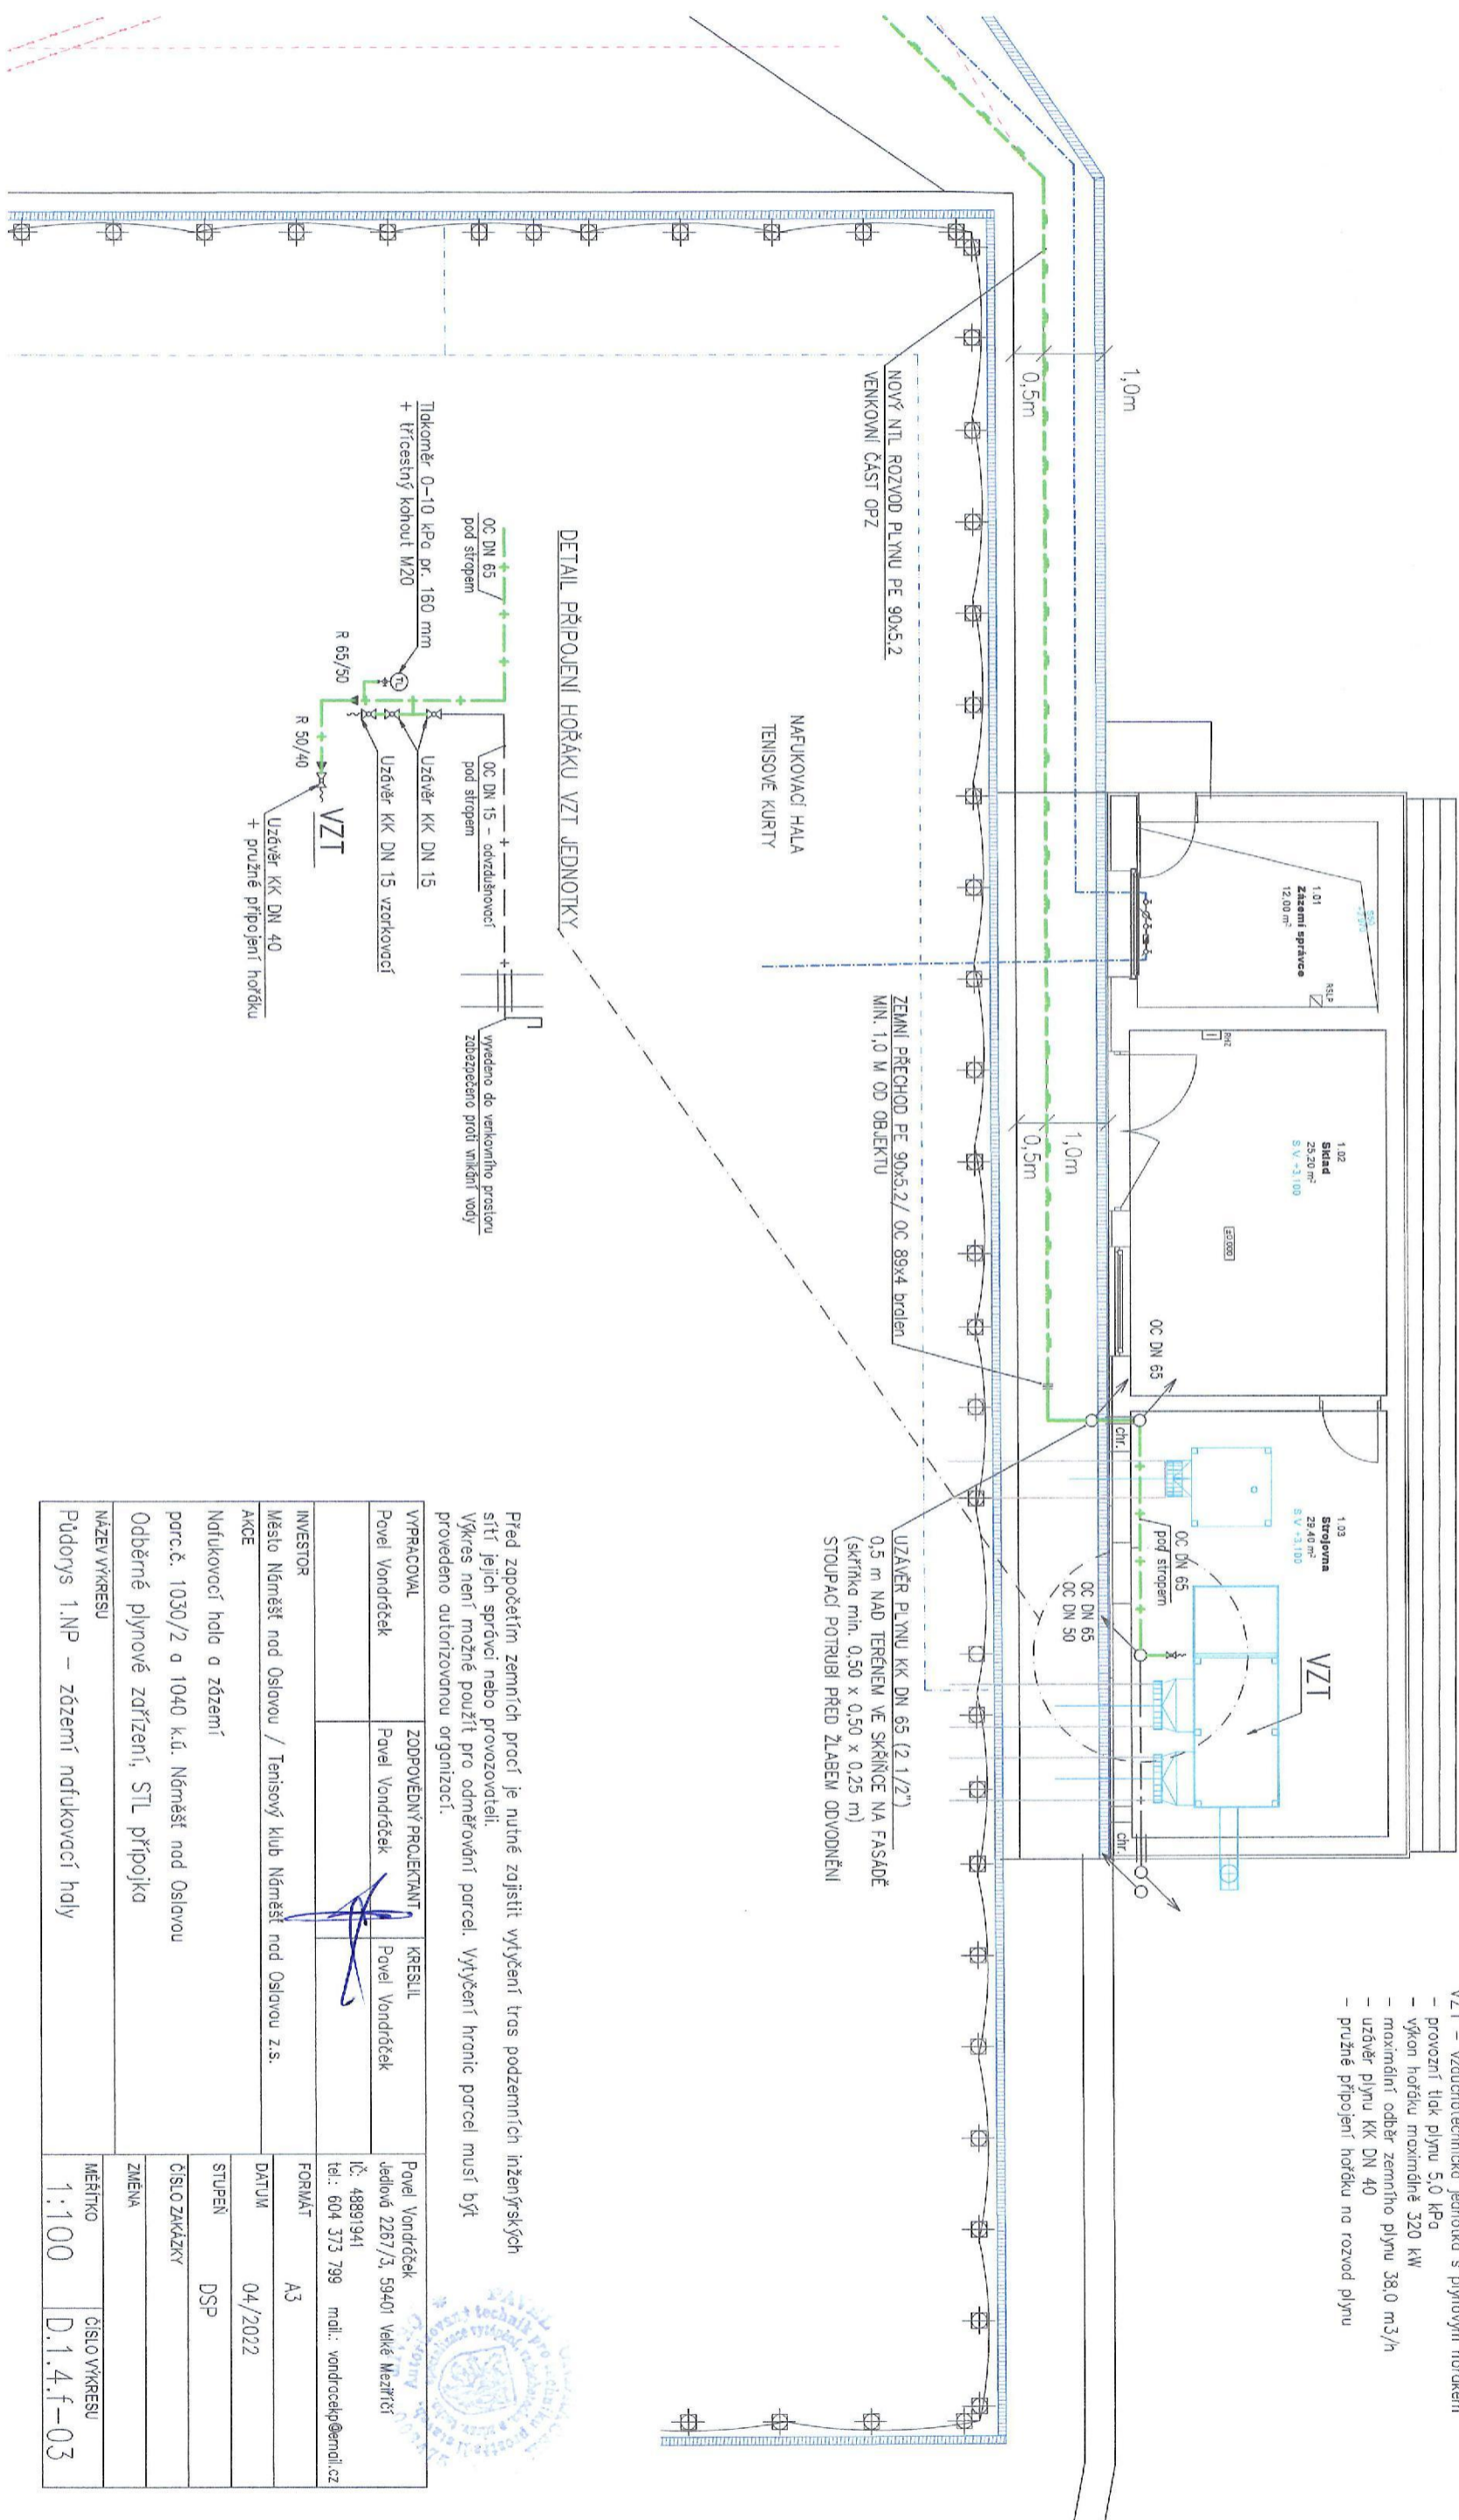 VZT – vzduchotechnická jednotka s plynovým hořákem
– provozní tlak plynu 5,0 kPa
– výkon hořáku maximálně 320 kW
– maximální odběr zemního plynu 38,0 m3/h
– uzávěr plynu KK DN 40
– pružné připojení hořáku na rozvod plynu
1.01
Zázemí správce
12,00 m²
RSLP
1.02
Sklad
25,20 m²
S.V. +3,100
RHZ
±0.000
1.03
Strojovna
29,40 m²
S.V. +3,100
OC DN 65
OC DN 65
pod stropem
VZT
chr.
chr.
OC DN 65
OC DN 50
1,0m
0,5m
1,0m
0,5m
NOVÝ NTL ROZVOD PLYNU PE 90x5,2
VENKOVNÍ ČÁST OPZ
ZEMNÍ PŘECHOD PE 90x5,2/ OC 89x4 bralen
MIN. 1,0 M OD OBJEKTU
UZÁVĚR PLYNU KK DN 65 (2 1/2")
0,5 m NAD TERÉNEM VE SKŘÍŇCE NA FASÁDĚ
(skříňka min. 0,50 x 0,50 x 0,25 m)
STOUPACÍ POTRUBÍ PŘED ŽLABEM ODVODNĚNÍ
NAFUKOVACÍ HALA
TENISOVÉ KURTY
DETAIL PŘIPOJENÍ HOŘÁKU VZT JEDNOTKY
OC DN 65
pod stropem
OC DN 15 – odvzdušnovací
pod stropem
vyvedeno do venkovního prostoru
zabezpečeno proti vnikání vody
Tlakoměr 0–10 kPa pr. 160 mm
+ třícestný kohout M20
TL
Uzávěr KK DN 15
Uzávěr KK DN 15 vzorkovací
R 65/50
R 50/40
VZT
Uzávěr KK DN 40
+ pružné připojení hořáku
Před započetím zemních prací je nutné zajistit vytyčení tras podzemních inženýrských
sítí jejich správci nebo provozovateli.
Výkres není možné použít pro odměřování parcel. Vytyčení hranic parcel musí být
provedeno autorizovanou organizací.
VYPRACOVAL
ZODPOVĚDNÝ PROJEKTANT
KRESLIL
Pavel Vondráček
Pavel Vondráček
Pavel Vondráček
Pavel Vondráček
Jedlová 2267/3, 59401 Velké Meziříčí
IČ: 48891941
tel.: 604 373 799 mail.: vondracekp@email.cz
INVESTOR
Město Náměšť nad Oslavou / Tenisový klub Náměšť nad Oslavou z.s.
AKCE
Nafukovací hala a zázemí
parc.č. 1030/2 a 1040 k.ú. Náměšť nad Oslavou
Odběrné plynové zařízení, STL přípojka
NÁZEV VÝKRESU
Půdorys 1.NP – zázemí nafukovací haly
FORMÁT A3
DATUM 04/2022
STUPEŇ DSP
ČÍSLO ZAKÁZKY
ZMĚNA
MĚŘÍTKO
1:100
ČÍSLO VÝKRESU
D.1.4.f–03